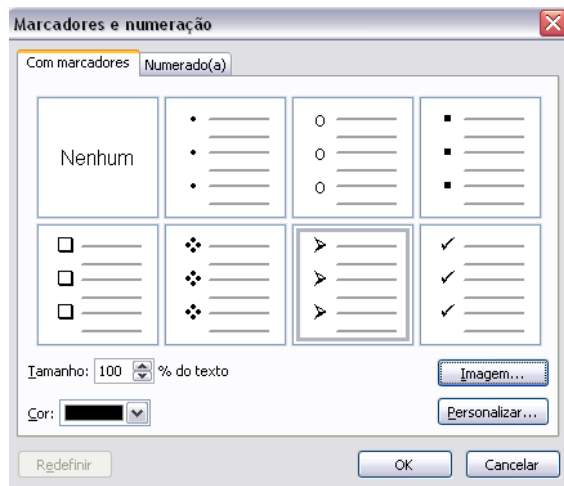 Marcadores e numeração
Com marcadores Numerado(a)
Nenhum
Tamanho: 100 % do texto
Imagem...
Cor:
Personalizar...
Redefinir OK Cancelar